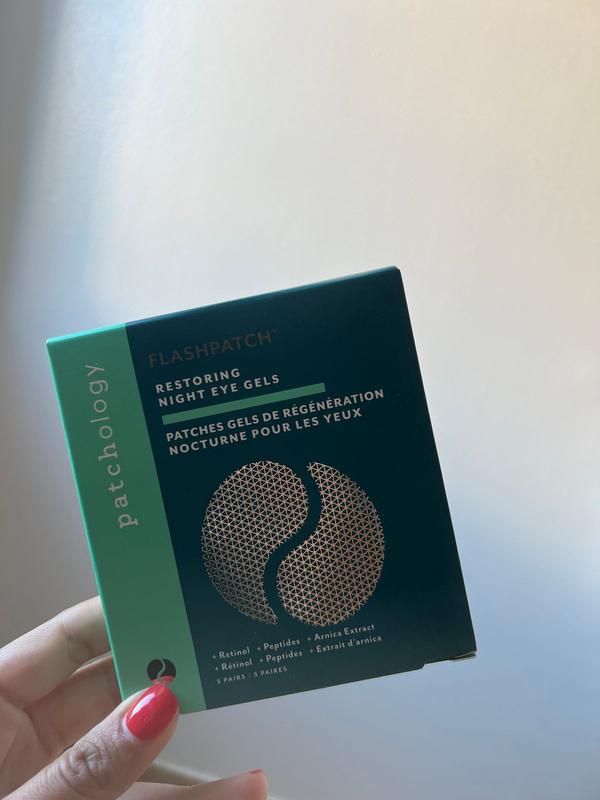 patchology
FLASHPATCH®
RESTORING
NIGHT EYE GELS
PATCHES GELS DE RÉGÉNÉRATION
NOCTURNE POUR LES YEUX
+ Retinol + Peptides + Arnica Extract
+ Rétinol + Peptides + Extrait d'arnica
5 PAIRS / 5 PAIRES